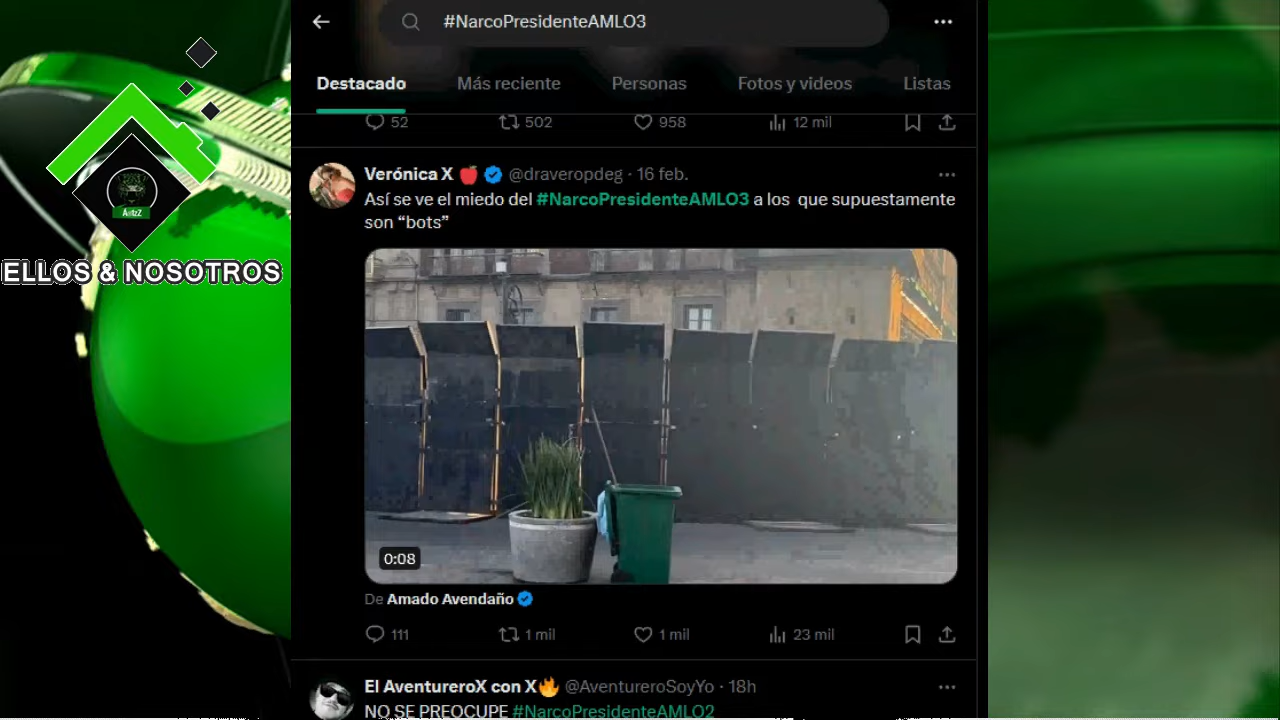 #NarcoPresidenteAMLO3
Destacado Más reciente Personas Fotos y videos Listas
52 502 958 12 mil
AñtzZ
ELLOS & NOSOTROS
Verónica X @draveropdeg · 16 feb.
Así se ve el miedo del #NarcoPresidenteAMLO3 a los que supuestamente
son “bots”
0:08
De Amado Avendaño
111 1 mil 1 mil 23 mil
El AventureroX con X @AventureroSoyYo · 18h
NO SE PREOCUPE #NarcoPresidenteAMLO2